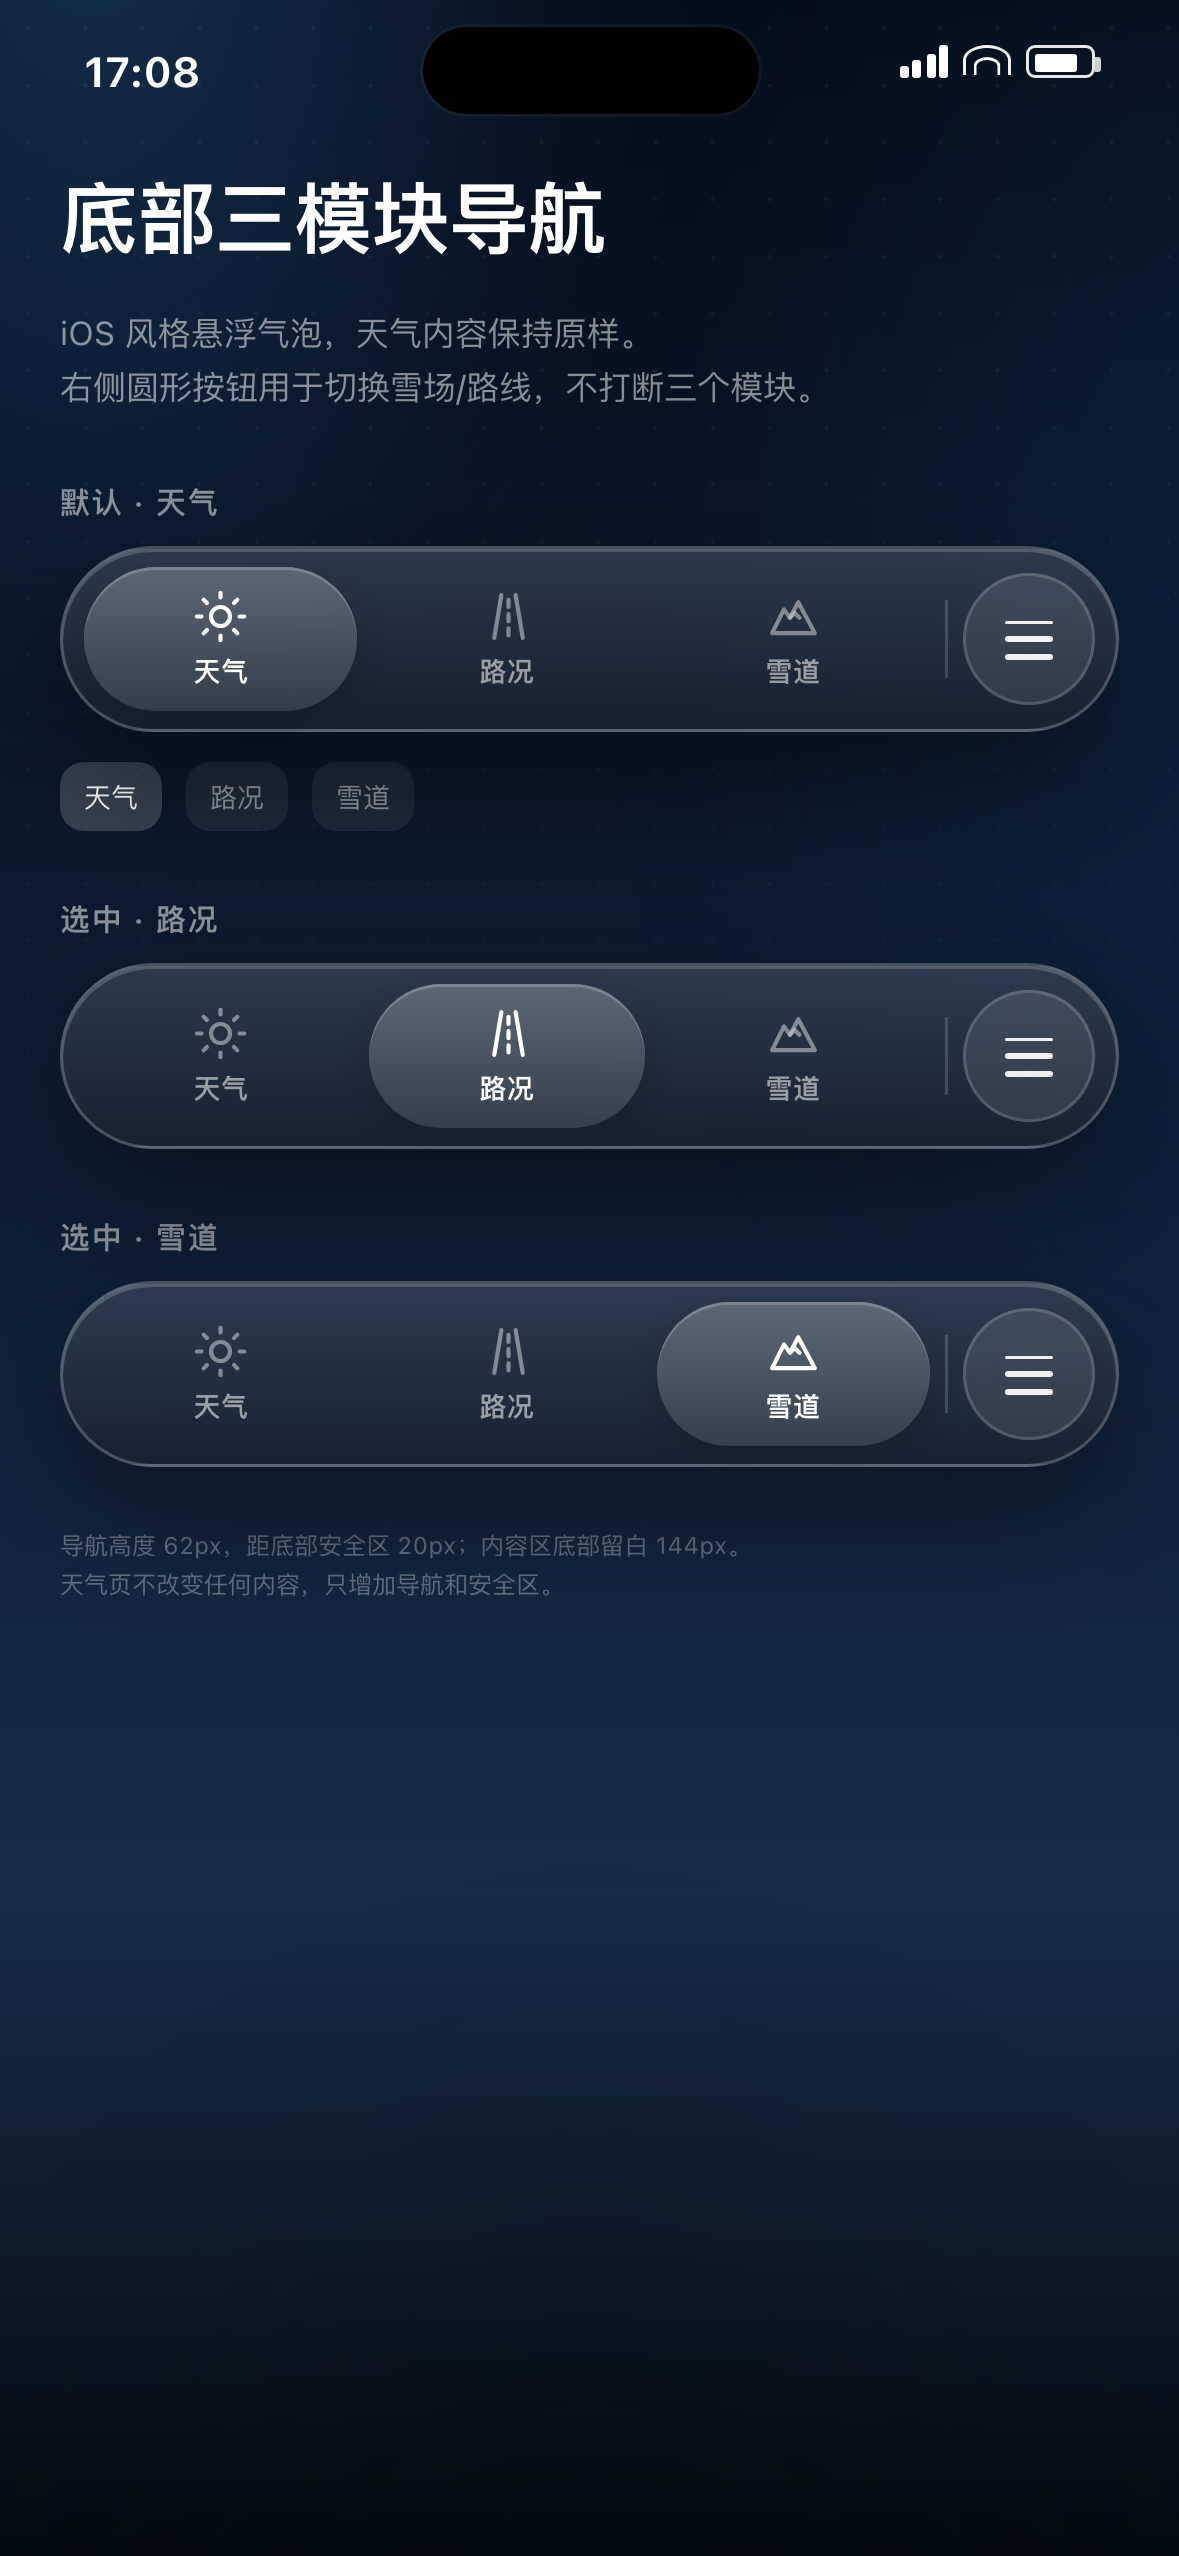 17:08
底部三模块导航
iOS 风格悬浮气泡，天气内容保持原样。
右侧圆形按钮用于切换雪场/路线，不打断三个模块。
默认 · 天气
天气 路况 雪道
天气 路况 雪道
选中 · 路况
天气 路况 雪道
选中 · 雪道
天气 路况 雪道
导航高度 62px，距底部安全区 20px；内容区底部留白 144px。
天气页不改变任何内容，只增加导航和安全区。